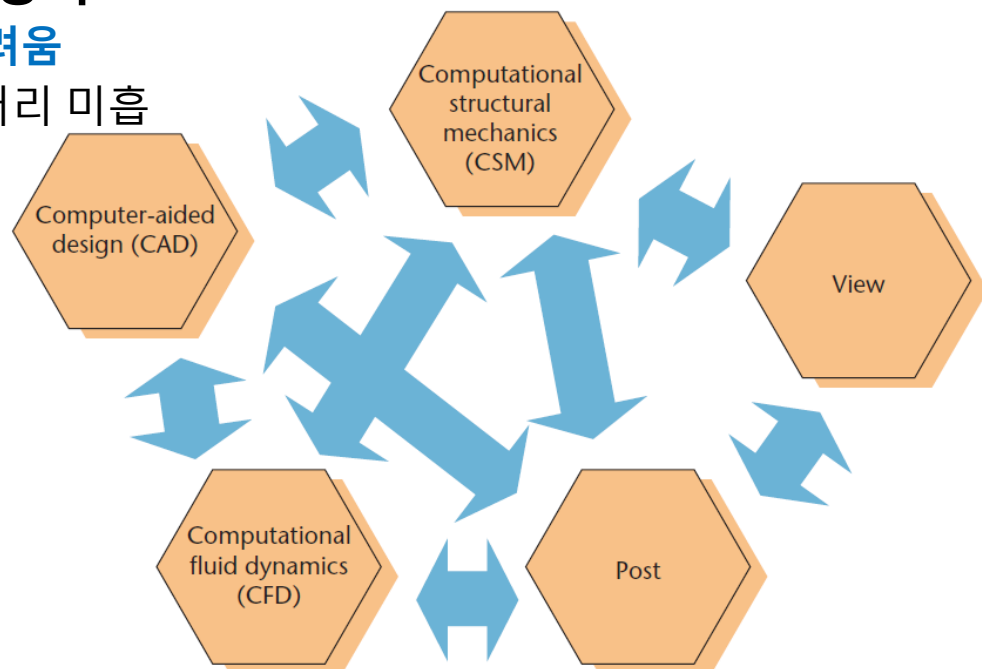 려움
리 미흡
Computational
structural
mechanics
(CSM)
Computer-aided
design (CAD)
View
Computational
fluid dynamics
(CFD)
Post